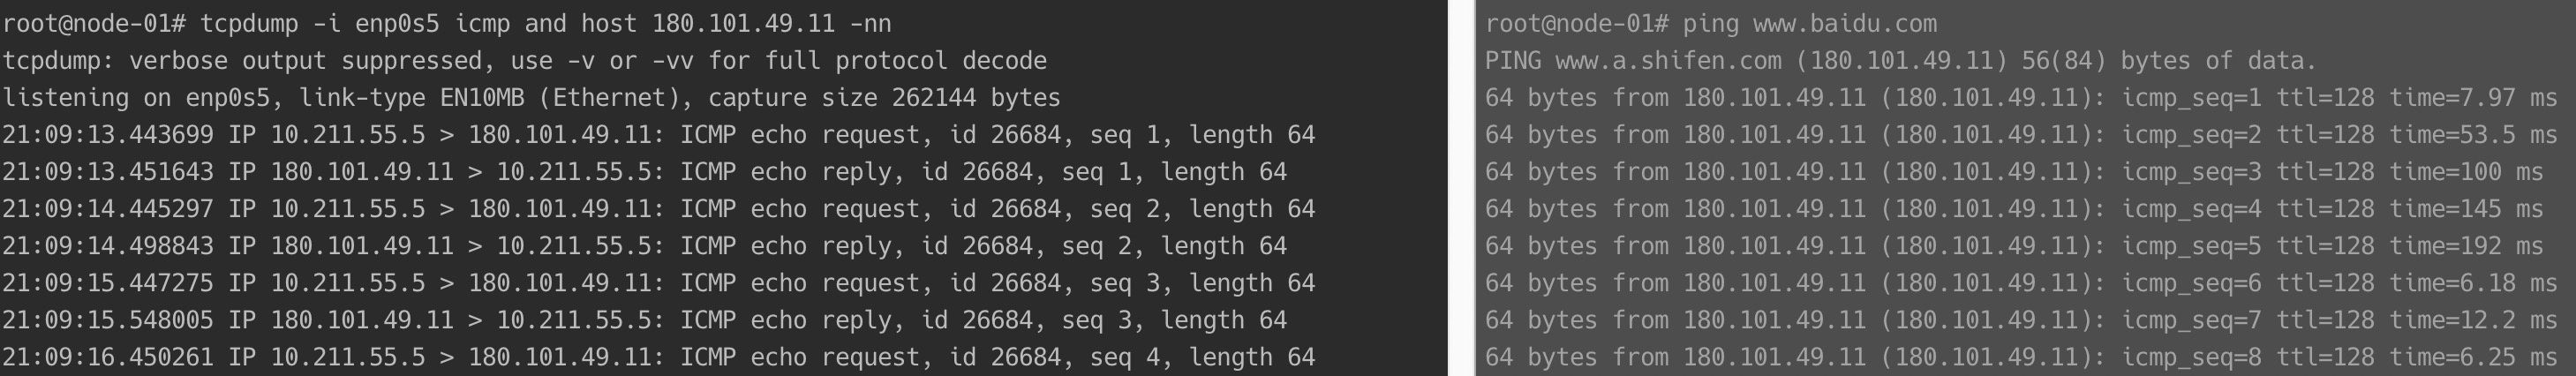 root@node-01# tcpdump -i enp0s5 icmp and host 180.101.49.11 -nn
tcpdump: verbose output suppressed, use -v or -vv for full protocol decode
listening on enp0s5, link-type EN10MB (Ethernet), capture size 262144 bytes
21:09:13.443699 IP 10.211.55.5 > 180.101.49.11: ICMP echo request, id 26684, seq 1, length 64
21:09:13.451643 IP 180.101.49.11 > 10.211.55.5: ICMP echo reply, id 26684, seq 1, length 64
21:09:14.445297 IP 10.211.55.5 > 180.101.49.11: ICMP echo request, id 26684, seq 2, length 64
21:09:14.498843 IP 180.101.49.11 > 10.211.55.5: ICMP echo reply, id 26684, seq 2, length 64
21:09:15.447275 IP 10.211.55.5 > 180.101.49.11: ICMP echo request, id 26684, seq 3, length 64
21:09:15.548005 IP 180.101.49.11 > 10.211.55.5: ICMP echo reply, id 26684, seq 3, length 64
21:09:16.450261 IP 10.211.55.5 > 180.101.49.11: ICMP echo request, id 26684, seq 4, length 64
root@node-01# ping www.baidu.com
PING www.a.shifen.com (180.101.49.11) 56(84) bytes of data.
64 bytes from 180.101.49.11 (180.101.49.11): icmp_seq=1 ttl=128 time=7.97 ms
64 bytes from 180.101.49.11 (180.101.49.11): icmp_seq=2 ttl=128 time=53.5 ms
64 bytes from 180.101.49.11 (180.101.49.11): icmp_seq=3 ttl=128 time=100 ms
64 bytes from 180.101.49.11 (180.101.49.11): icmp_seq=4 ttl=128 time=145 ms
64 bytes from 180.101.49.11 (180.101.49.11): icmp_seq=5 ttl=128 time=192 ms
64 bytes from 180.101.49.11 (180.101.49.11): icmp_seq=6 ttl=128 time=6.18 ms
64 bytes from 180.101.49.11 (180.101.49.11): icmp_seq=7 ttl=128 time=12.2 ms
64 bytes from 180.101.49.11 (180.101.49.11): icmp_seq=8 ttl=128 time=6.25 ms